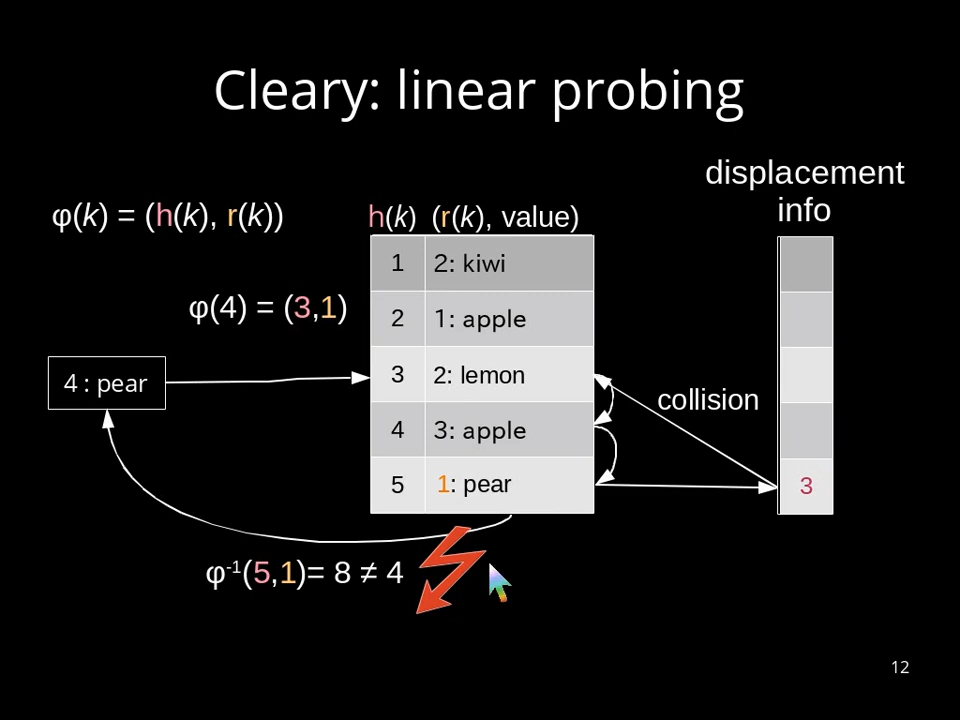 Cleary: linear probing
displacement
info
φ(k) = (h(k), r(k))
h(k) (r(k), value)
1 2: kiwi
φ(4) = (3,1)
2 1: apple
4 : pear
3 2: lemon
collision
4 3: apple
5 1: pear
3
φ⁻¹(5,1)= 8 ≠ 4
12